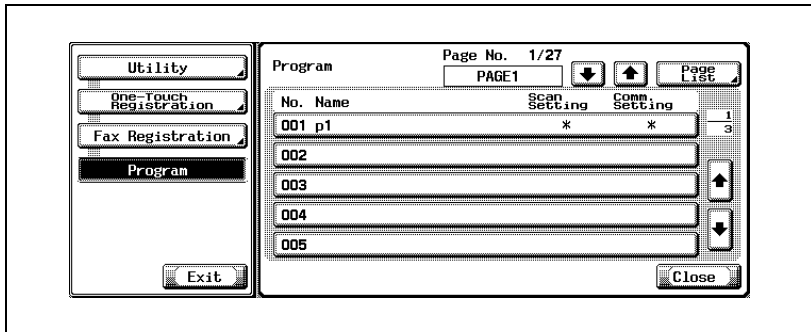 Utility
One-Touch
Registration
Fax Registration
Program
Exit
Program
Page No. 1/27
PAGE1
Page
List
No. Name Scan Setting Comm. Setting
001 p1 * *
002
003
004
005
1
3
Close